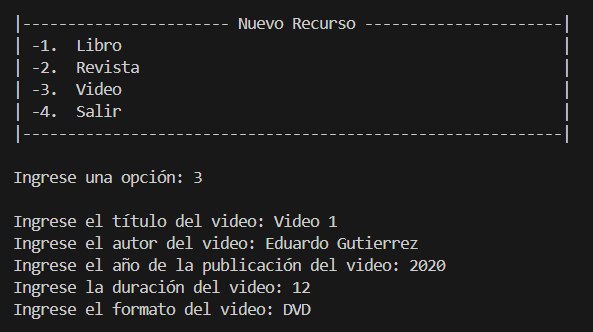 |----------------------- Nuevo Recurso ----------------------|
| -1.  Libro                                                 |
| -2.  Revista                                               |
| -3.  Video                                                 |
| -4.  Salir                                                 |
|------------------------------------------------------------|
Ingrese una opción: 3
Ingrese el título del video: Video 1
Ingrese el autor del video: Eduardo Gutierrez
Ingrese el año de la publicación del video: 2020
Ingrese la duración del video: 12
Ingrese el formato del video: DVD